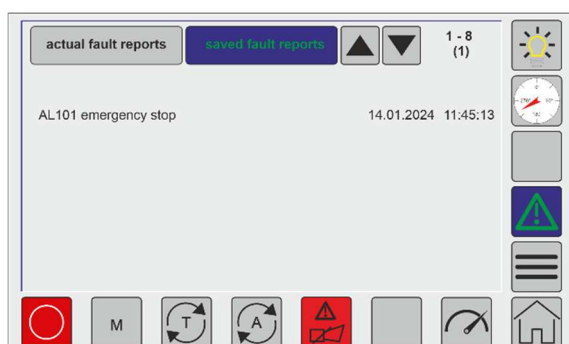 actual fault reports
saved fault reports
1 - 8
(1)
AL101 emergency stop 14.01.2024 11:45:13
M
T
A